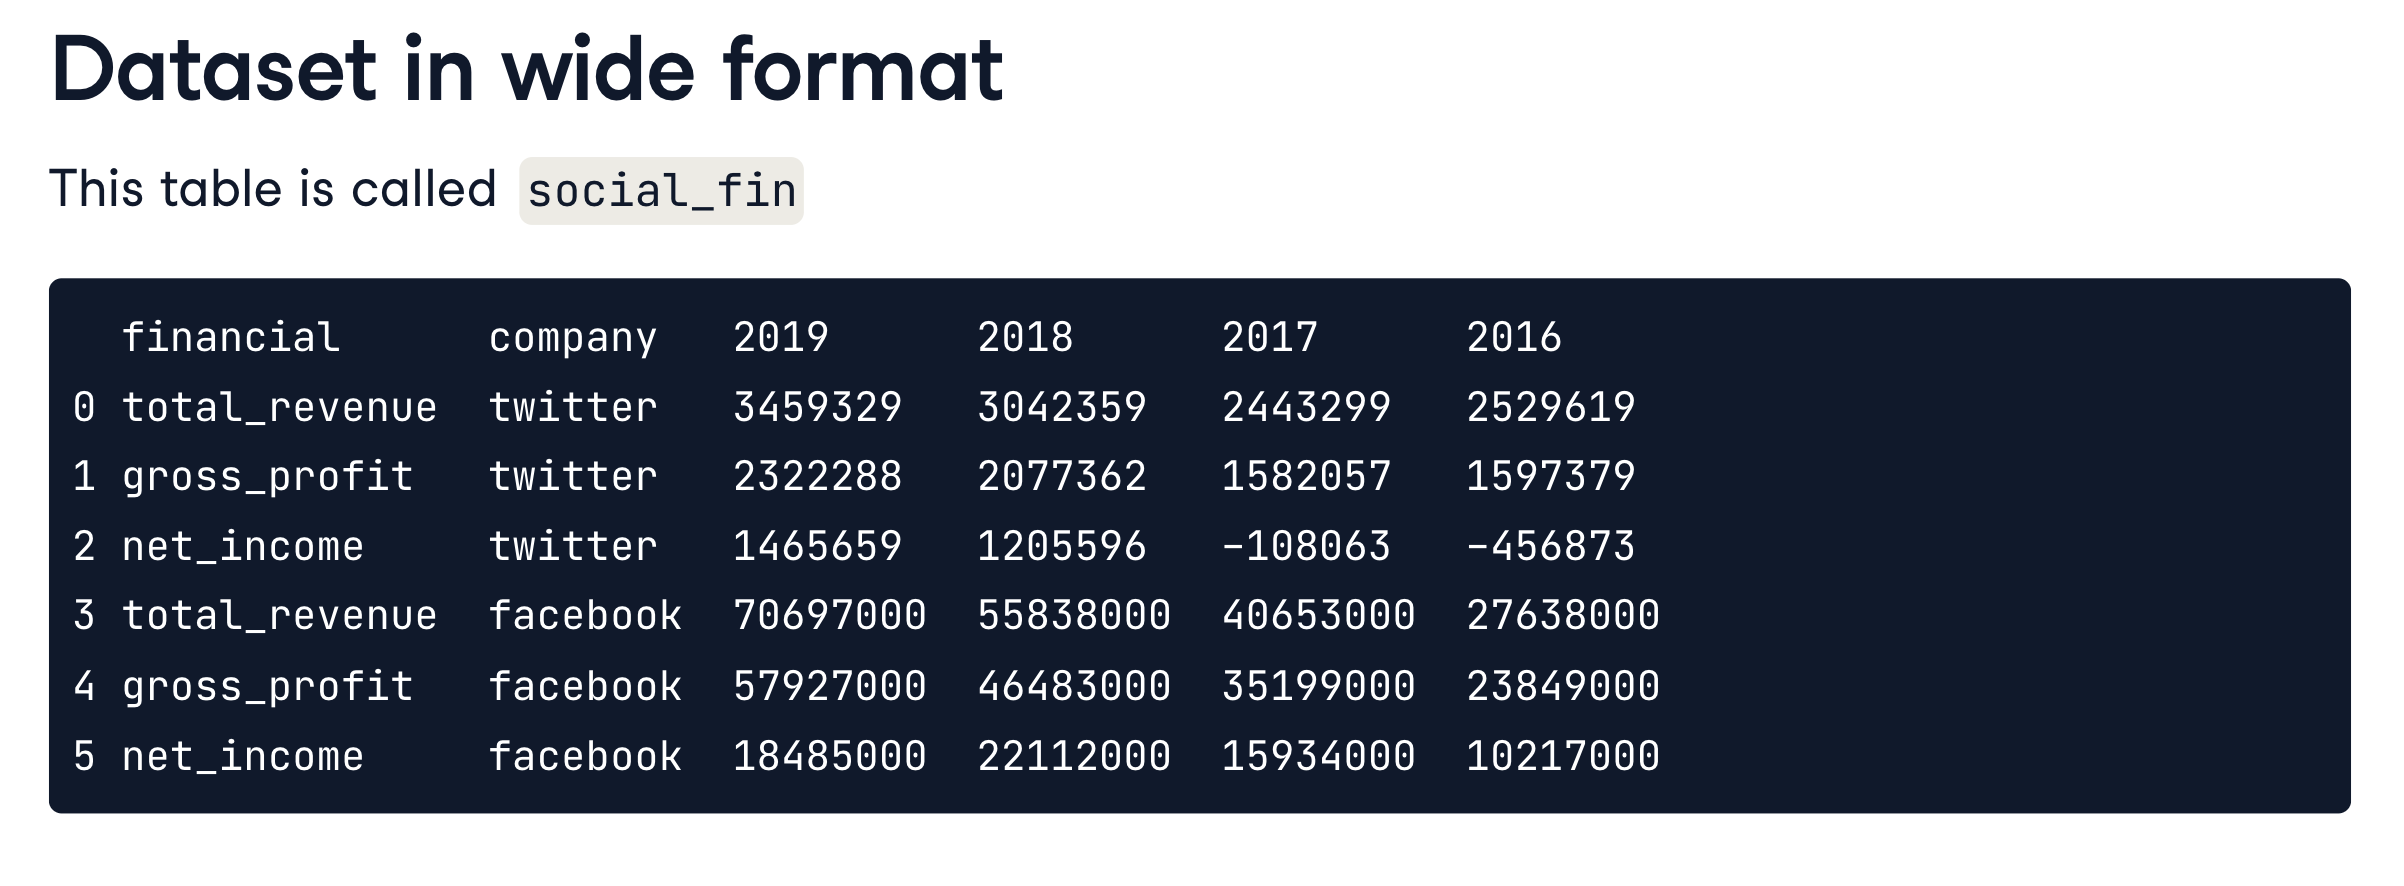 Dataset in wide format
This table is called social_fin
financial company 2019 2018 2017 2016
0 total_revenue twitter 3459329 3042359 2443299 2529619
1 gross_profit twitter 2322288 2077362 1582057 1597379
2 net_income twitter 1465659 1205596 -108063 -456873
3 total_revenue facebook 70697000 55838000 40653000 27638000
4 gross_profit facebook 57927000 46483000 35199000 23849000
5 net_income facebook 18485000 22112000 15934000 10217000